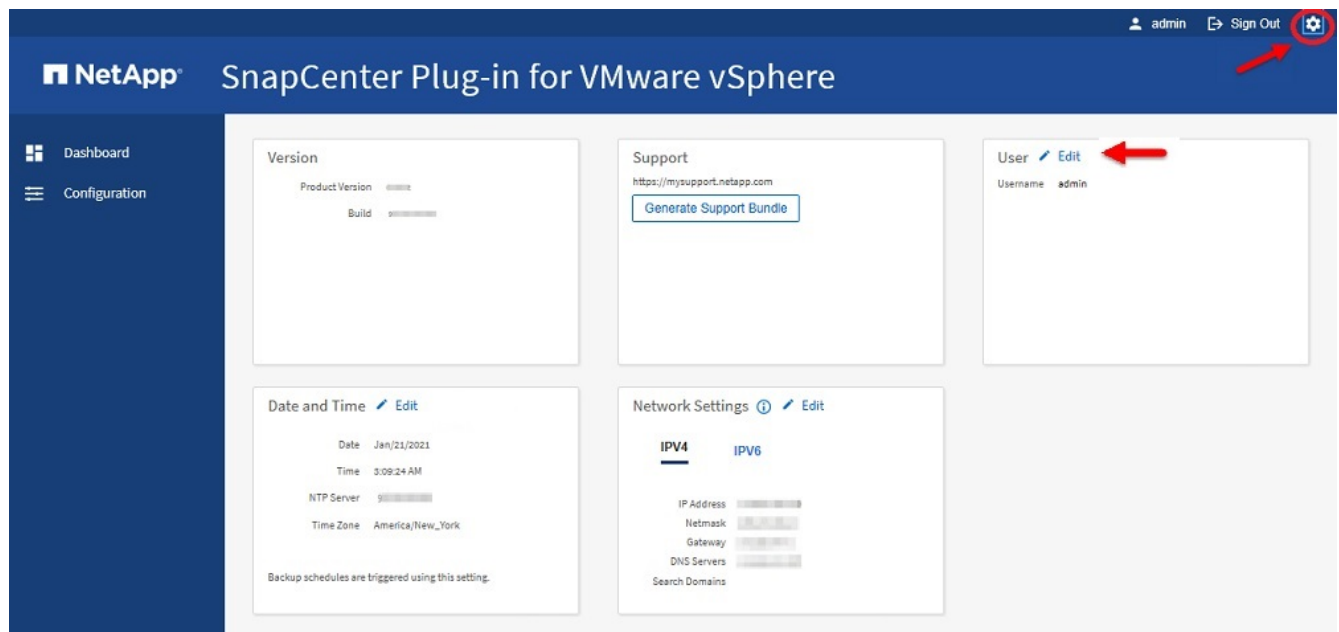 admin Sign Out
NetApp
SnapCenter Plug-in for VMware vSphere
Dashboard
Configuration
Version
Product Version
Build
Support
https://mysupport.netapp.com
Generate Support Bundle
User Edit
Username admin
Date and Time Edit
Date Jan/21/2021
Time 5:09:24 AM
NTP Server
Time Zone America/New_York
Backup schedules are triggered using this setting.
Network Settings Edit
IPV4 IPV6
IP Address
Netmask
Gateway
DNS Servers
Search Domains